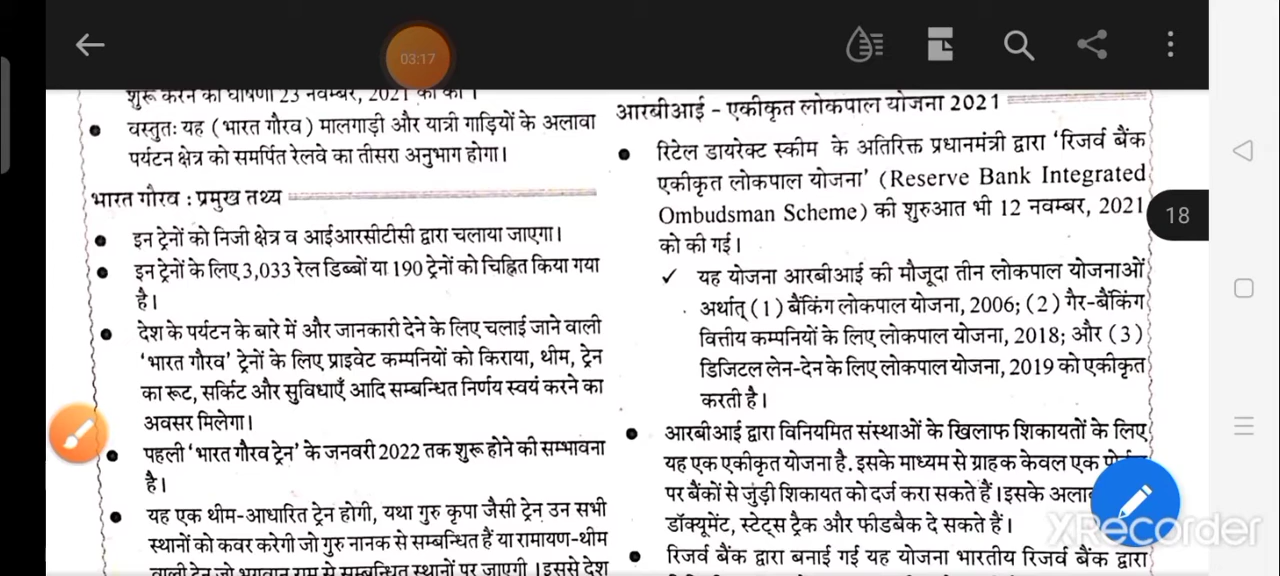 03:17
शुरू करने की घोषणा 23 नवम्बर, 2021 को की।
वस्तुतः यह (भारत गौरव) मालगाड़ी और यात्री गाड़ियों के अलावा
पर्यटन क्षेत्र को समर्पित रेलवे का तीसरा अनुभाग होगा।
भारत गौरव : प्रमुख तथ्य
इन ट्रेनों को निजी क्षेत्र व आईआरसीटीसी द्वारा चलाया जाएगा।
इन ट्रेनों के लिए 3,033 रेल डिब्बों या 190 ट्रेनों को चिह्नित किया गया
है।
देश के पर्यटन के बारे में और जानकारी देने के लिए चलाई जाने वाली
'भारत गौरव' ट्रेनों के लिए प्राइवेट कम्पनियों को किराया, थीम, ट्रेन
का रूट, सर्किट और सुविधाएँ आदि सम्बन्धित निर्णय स्वयं करने का
अवसर मिलेगा।
पहली 'भारत गौरव ट्रेन' के जनवरी 2022 तक शुरू होने की सम्भावना
है।
यह एक थीम-आधारित ट्रेन होगी, यथा गुरु कृपा जैसी ट्रेन उन सभी
स्थानों को कवर करेगी जो गुरु नानक से सम्बन्धित हैं या रामायण-थीम
वाली ट्रेन जो भगवान राम से सम्बन्धित स्थानों पर जाएगी। इससे देश
आरबीआई - एकीकृत लोकपाल योजना 2021
रिटेल डायरेक्ट स्कीम के अतिरिक्त प्रधानमंत्री द्वारा 'रिजर्व बैंक
एकीकृत लोकपाल योजना' (Reserve Bank Integrated
Ombudsman Scheme) की शुरुआत भी 12 नवम्बर, 2021
को की गई।
✓ यह योजना आरबीआई की मौजूदा तीन लोकपाल योजनाओं
अर्थात् (1) बैंकिंग लोकपाल योजना, 2006; (2) गैर-बैंकिंग
वित्तीय कम्पनियों के लिए लोकपाल योजना, 2018; और (3)
डिजिटल लेन-देन के लिए लोकपाल योजना, 2019 को एकीकृत
करती है।
आरबीआई द्वारा विनियमित संस्थाओं के खिलाफ शिकायतों के लिए
यह एक एकीकृत योजना है. इसके माध्यम से ग्राहक केवल एक
पर बैंकों से जुड़ी शिकायत को दर्ज करा सकते हैं। इसके
डॉक्यूमेंट, स्टेट्स ट्रैक और फीडबैक दे सकते हैं।
रिजर्व बैंक द्वारा बनाई गई यह योजना भारतीय रिजर्व बैंक द्वारा
18
XRecorder